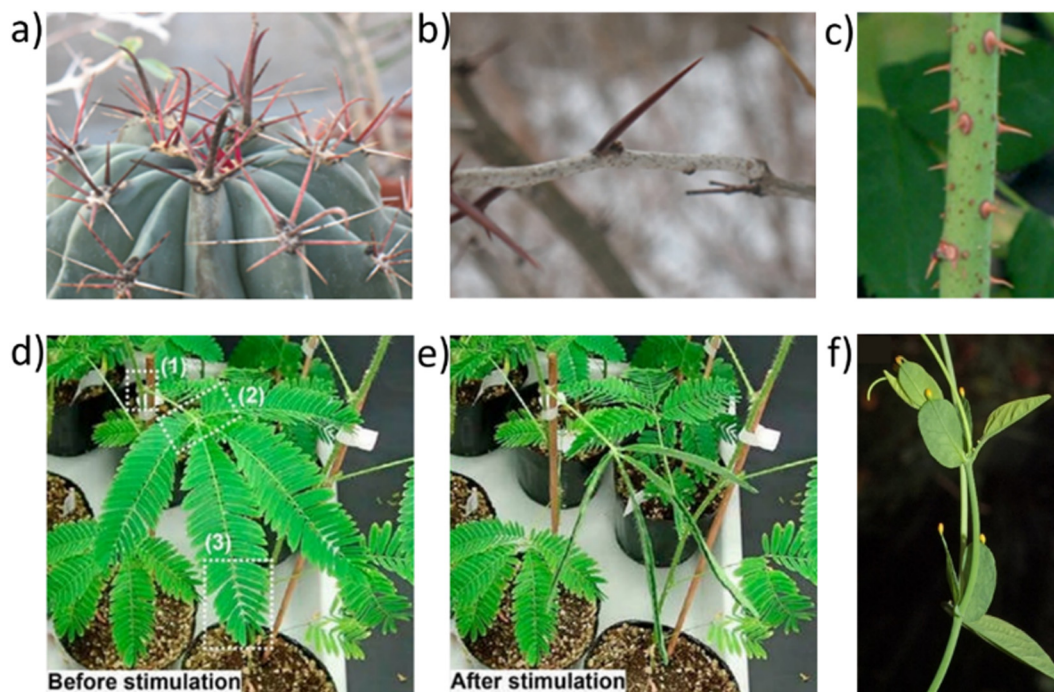 a)
b)
c)
d)
e)
f)
(1)
(2)
(3)
Before stimulation
After stimulation